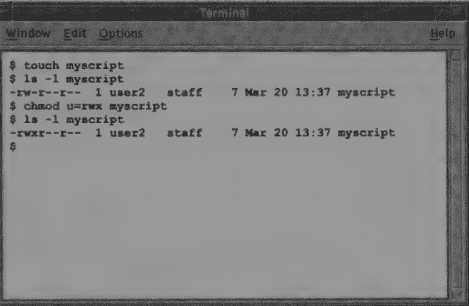 Terminal
Window Edit Options Help
$ touch myscript
$ ls -l myscript
-rw-r--r-- 1 user2 staff 7 Mar 20 13:37 myscript
$ chmod u=rwx myscript
$ ls -l myscript
-rwxr--r-- 1 user2 staff 7 Mar 20 13:37 myscript
$